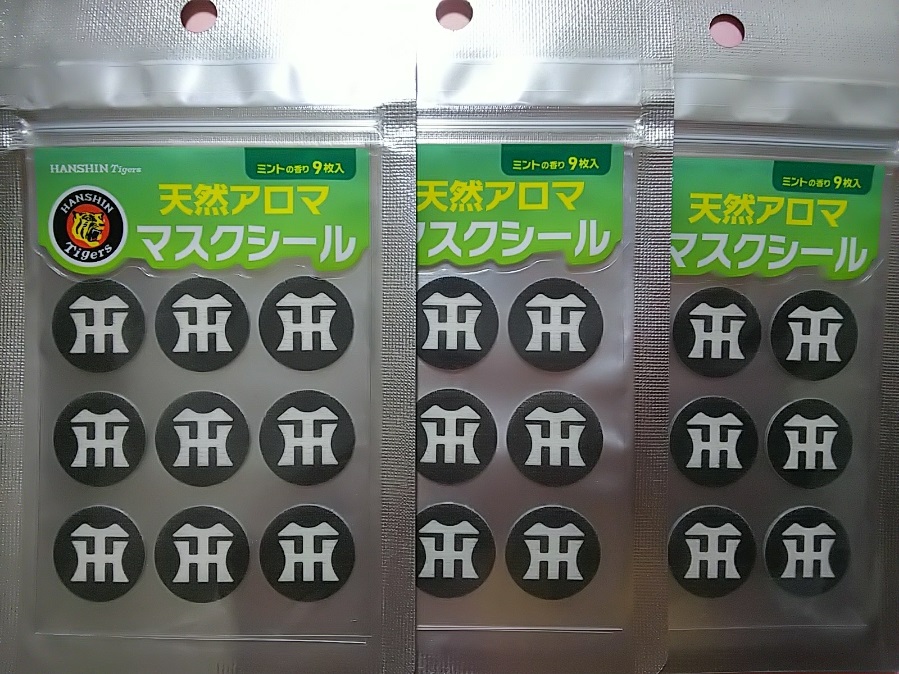 HANSHIN Tigers
ミントの香り 9枚入
HANSHIN
Tigers
天然アロマ
マスクシール
ミントの香り 9枚入
天然アロマ
マスクシール
ミントの香り 9枚入
天然アロマ
マスクシール